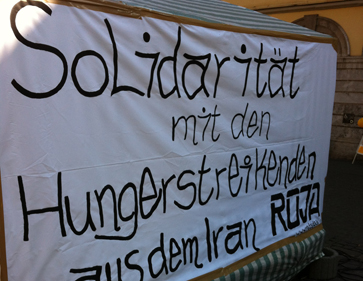 Solidarität
mit den
Hungerstreikenden
aus dem Iran ROJA